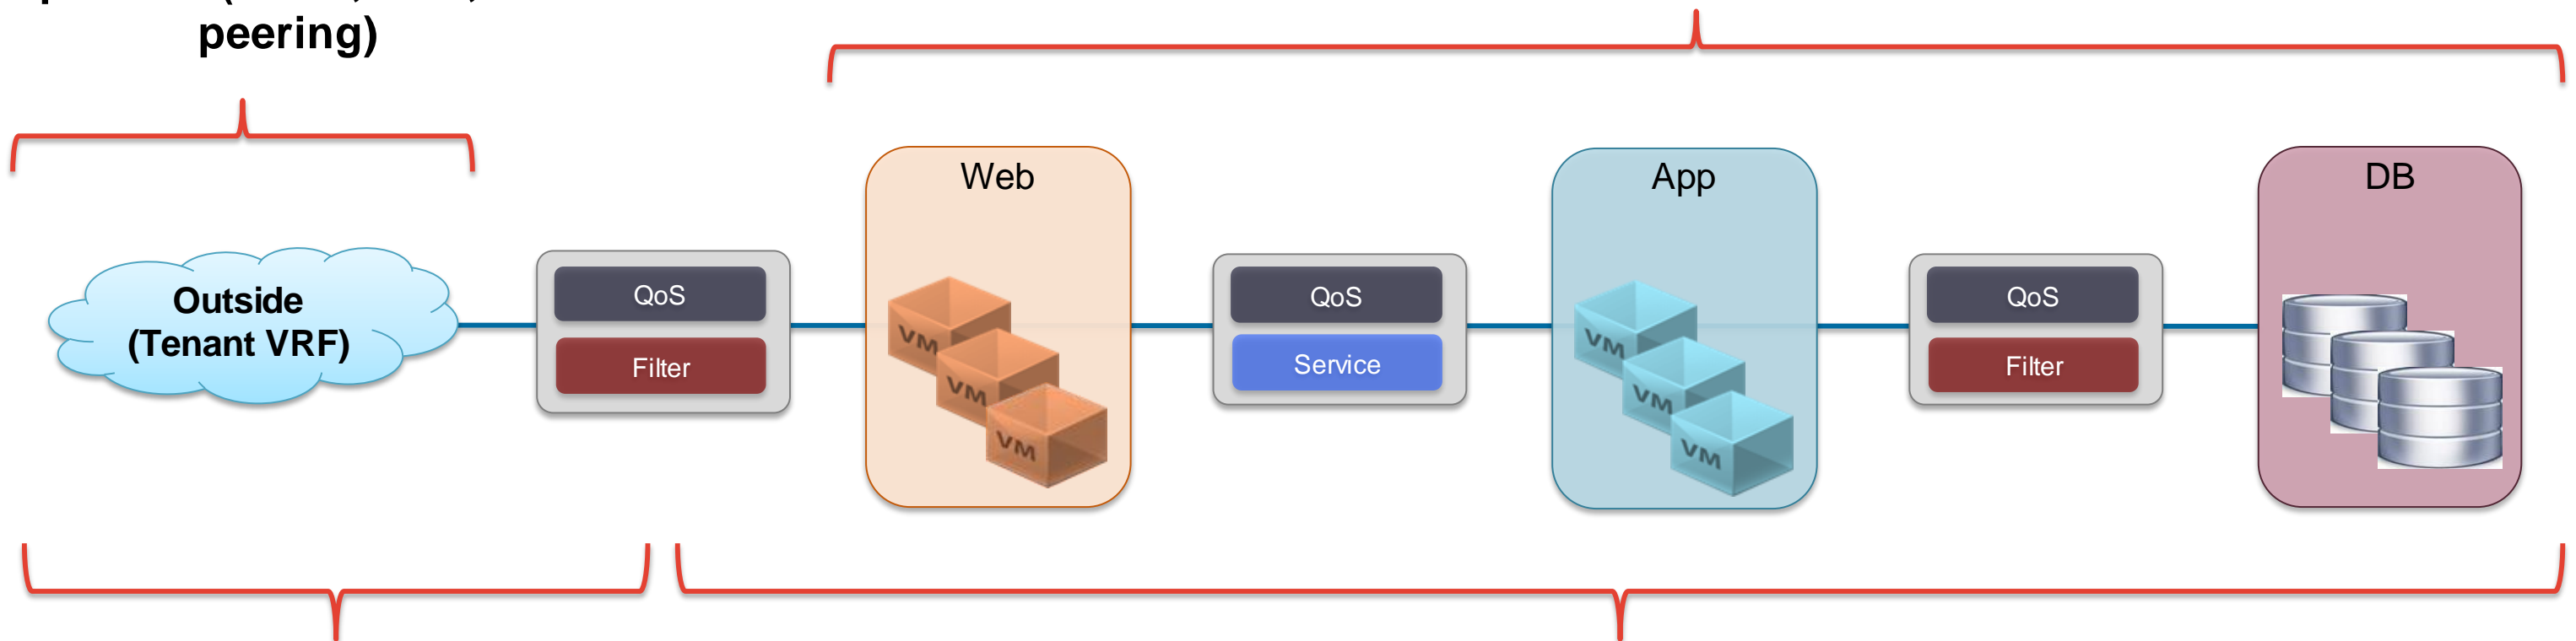 peering)
Web
App
DB
Outside
(Tenant VRF)
QoS
Filter
QoS
Service
QoS
Filter
VM
VM
VM
VM
VM
VM